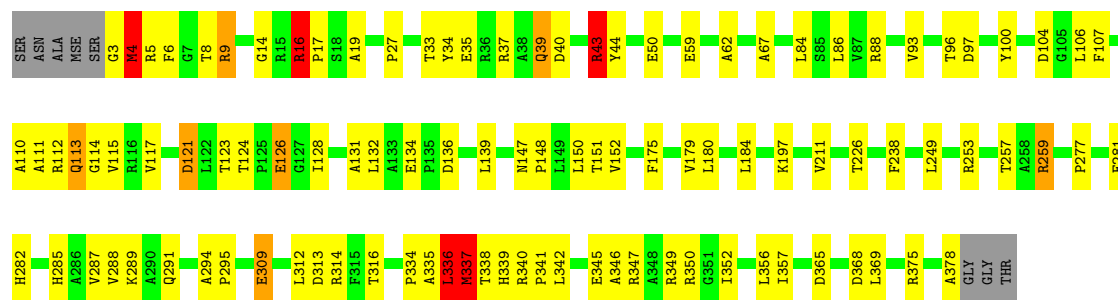 SER ASN ALA MSE SER G3 M4 R5 F6 G7 T8 R9 G14 R15 R16 P17 S18 A19 P27 T33 Y34 E35 R36 R37 A38 Q39 D40 R43 Y44 E50 E59 A62 A67 L84 S85 L86 V87 R88 V93 T96 D97 Y100 D104 G105 L106 F107
A110 A111 R112 Q113 G114 V115 R116 V117 D121 L122 T123 T124 P125 E126 G127 I128 A131 L132 A133 E134 P135 D136 L139 N147 P148 L149 L150 T151 V152 F175 V179 L180 L184 K197 V211 T226 F238 L249 R253 T257 A258 R259 P277
H282 H285 A286 V287 V288 K289 A290 Q291 A294 P295 E309 L312 D313 R314 F315 T316 P334 A335 L336 M337 T338 H339 R340 P341 L342 E345 A346 R347 A348 R349 R350 G351 I352 L356 I357 D365 D368 L369 R375 A378 GLY GLY THR